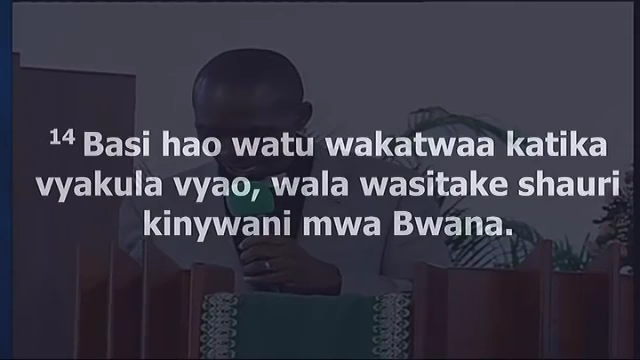 14 Basi hao watu wakatwaa katika
vyakula vyao, wala wasitake shauri
kinywani mwa Bwana.